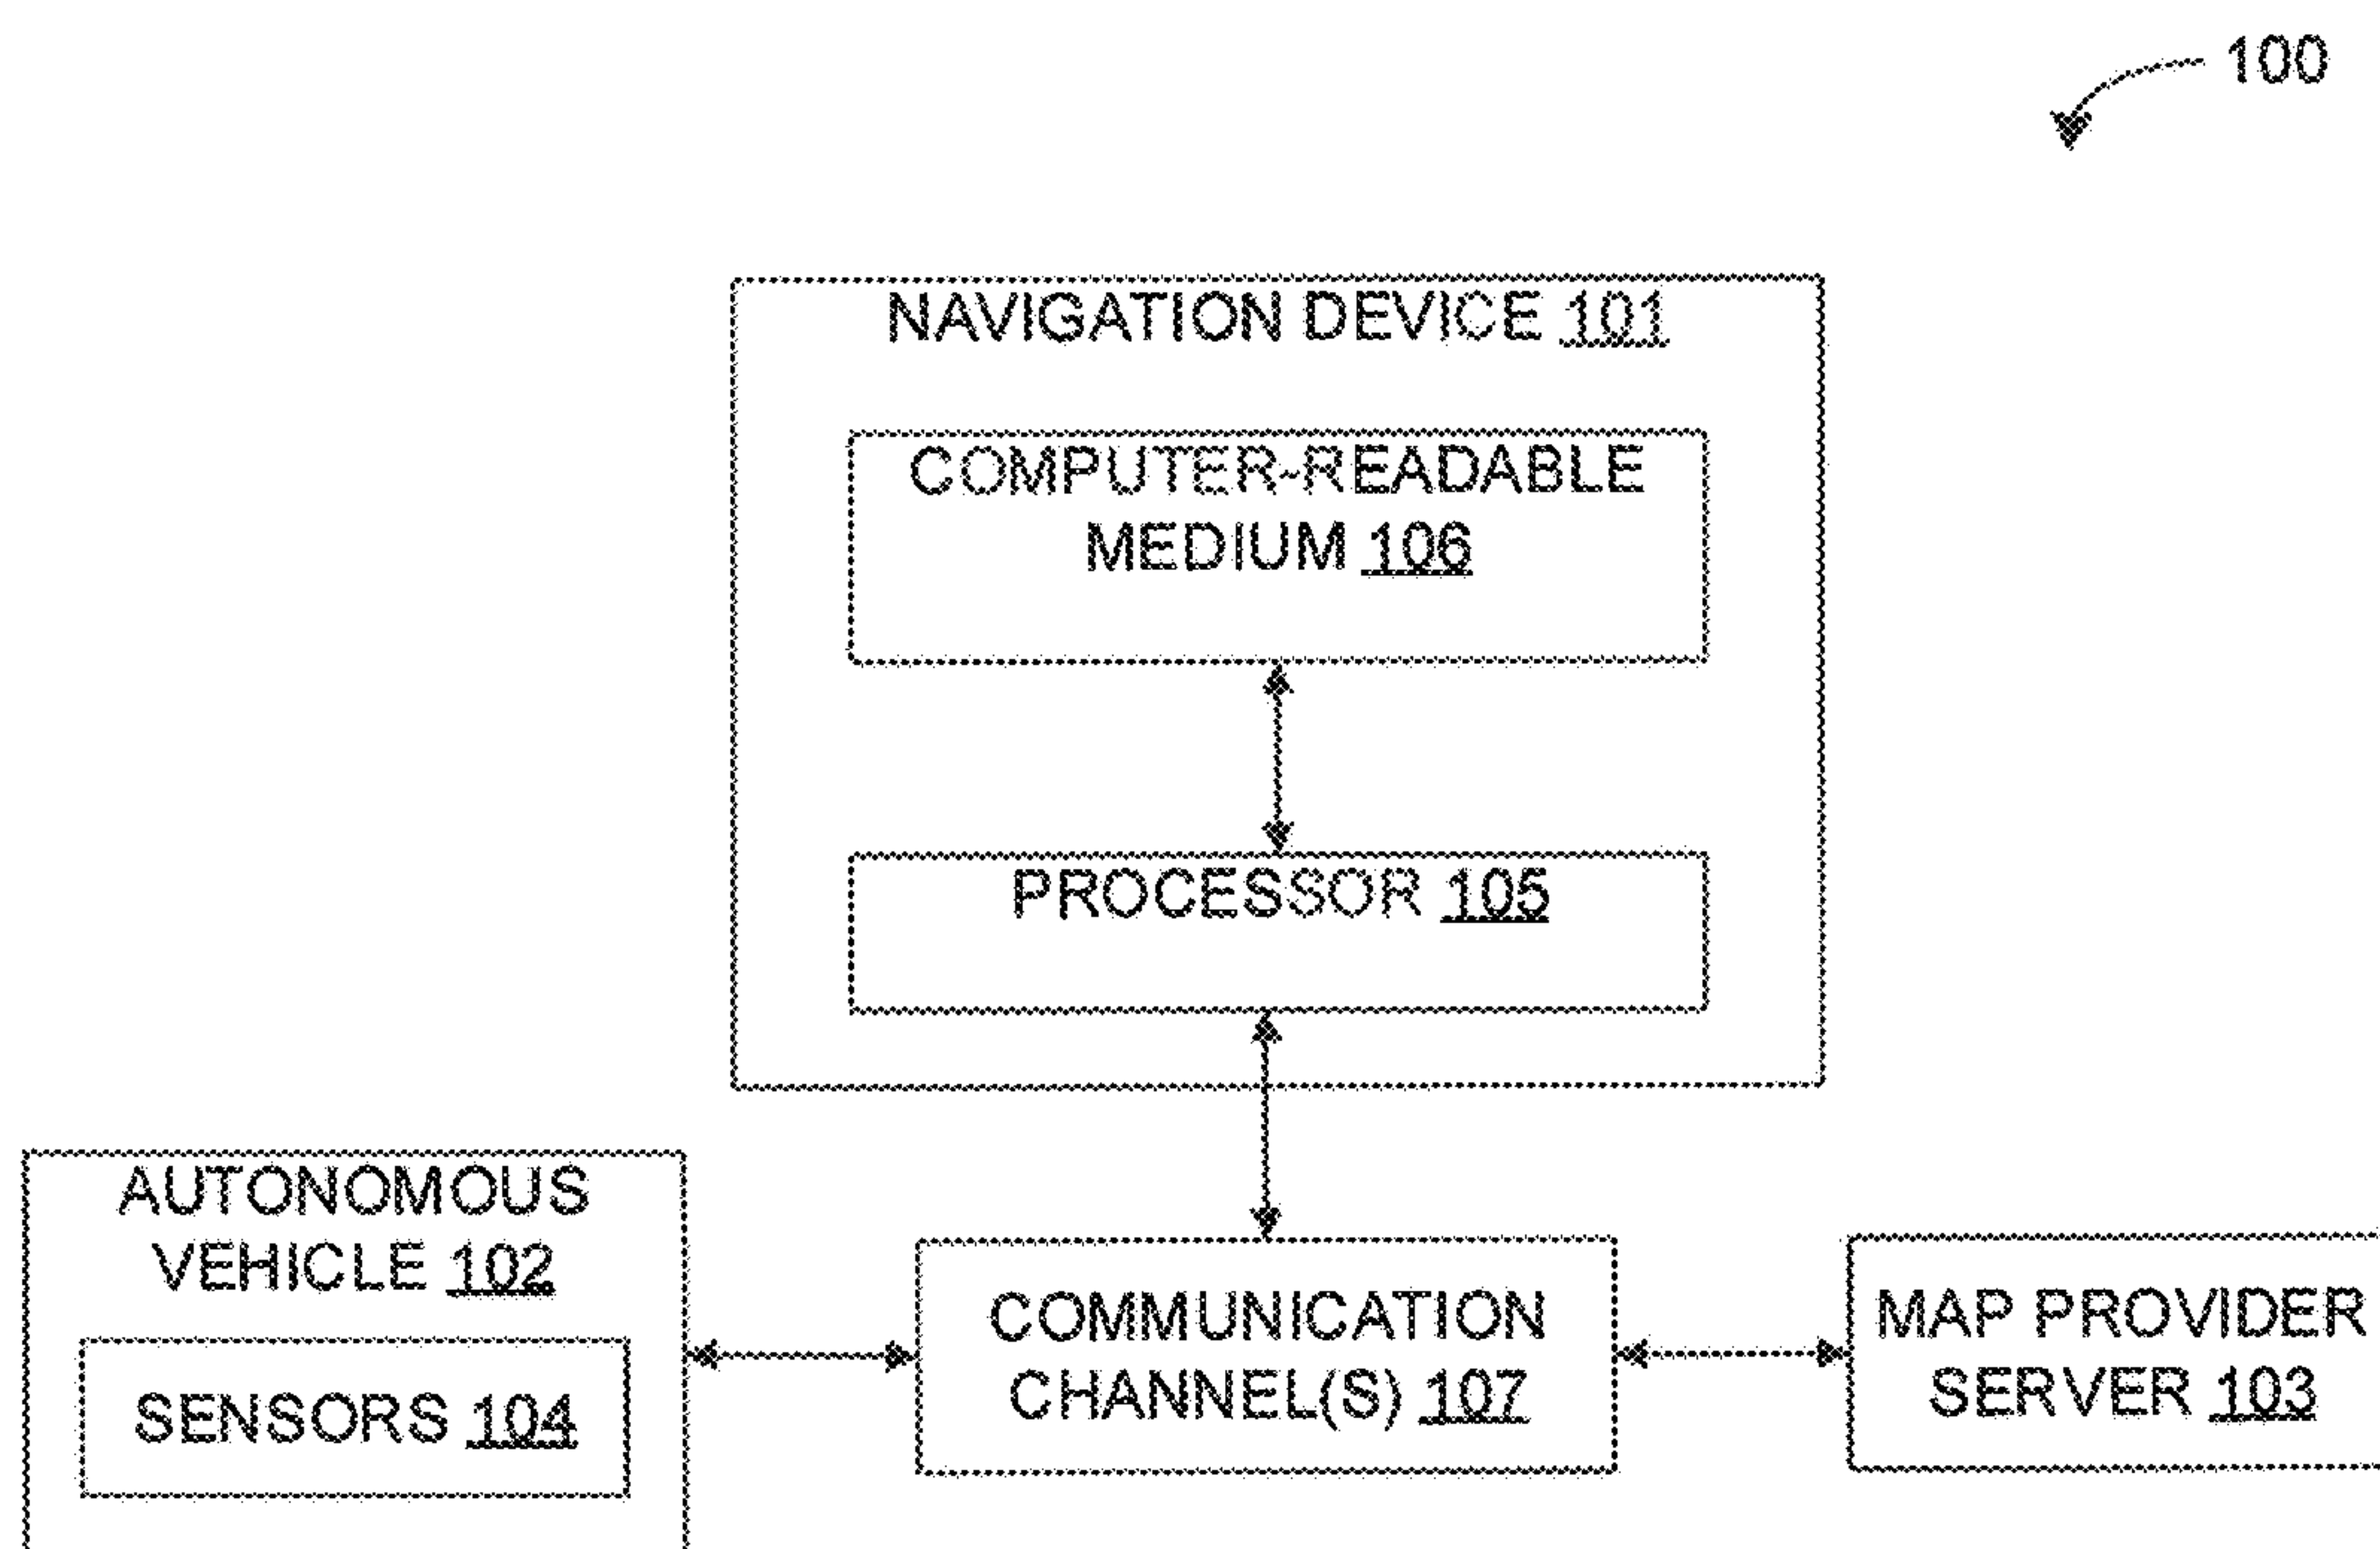 100
NAVIGATION DEVICE 101
COMPUTER-READABLE
MEDIUM 106
PROCESSOR 105
AUTONOMOUS
VEHICLE 102
SENSORS 104
COMMUNICATION
CHANNEL(S) 107
MAP PROVIDER
SERVER 103